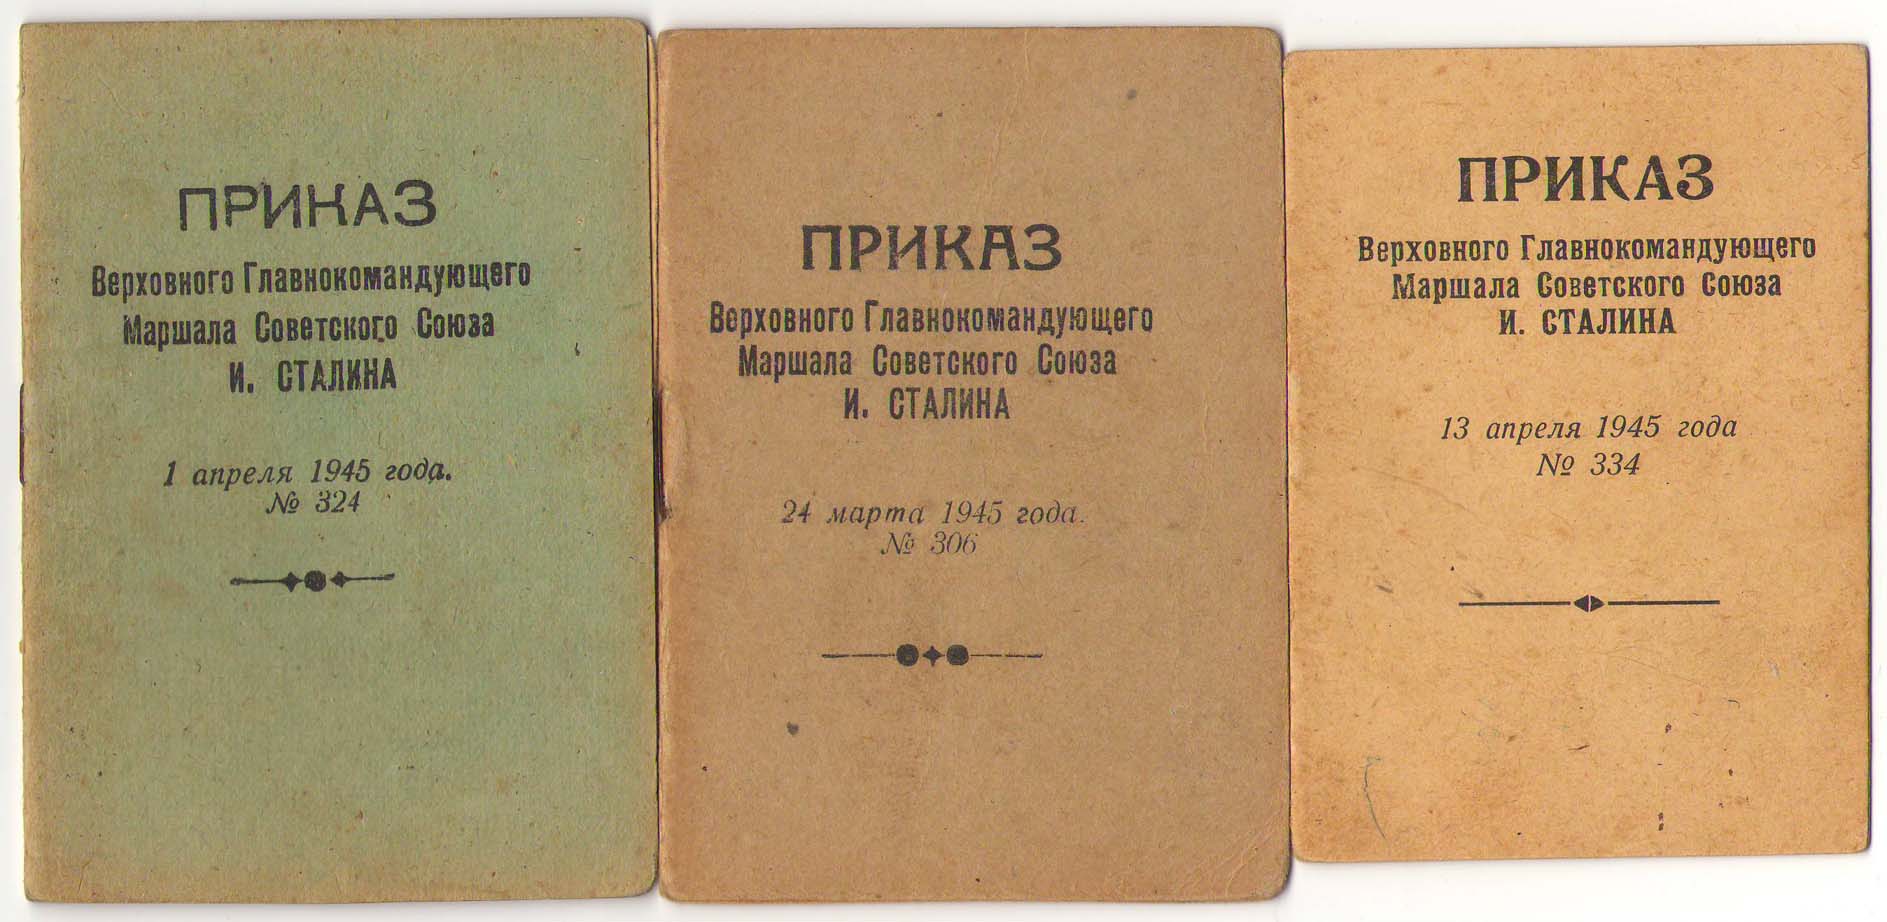 ПРИКАЗ
Верховного Главнокомандующего
Маршала Советского Союза
И. СТАЛИНА
1 апреля 1945 года.
№ 324
ПРИКАЗ
Верховного Главнокомандующего
Маршала Советского Союза
И. СТАЛИНА
24 марта 1945 года.
№ 306
ПРИКАЗ
Верховного Главнокомандующего
Маршала Советского Союза
И. СТАЛИНА
13 апреля 1945 года
№ 334